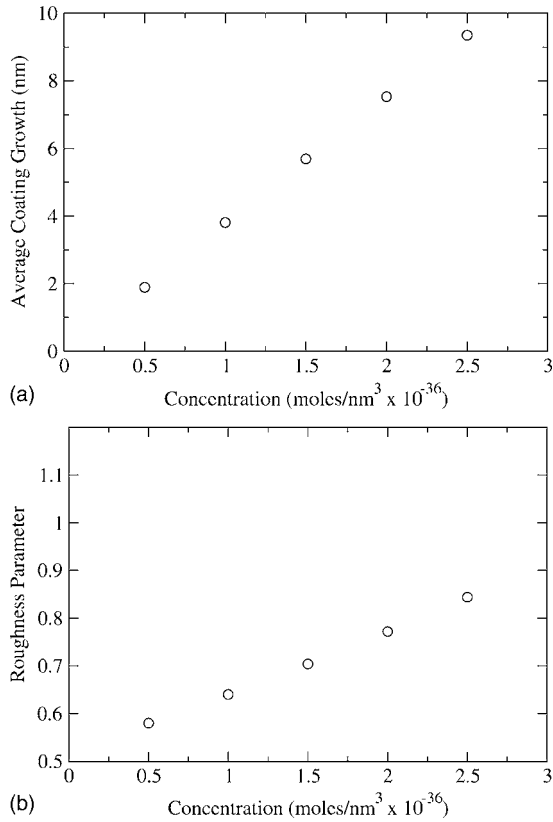 10
8
6
4
2
0
Average Coating Growth (nm)
0 0.5 1 1.5 2 2.5 3
(a)
Concentration (moles/nm³ x 10⁻³⁶)
1.1
1
0.9
0.8
0.7
0.6
0.5
Roughness Parameter
0 0.5 1 1.5 2 2.5 3
(b)
Concentration (moles/nm³ x 10⁻³⁶)